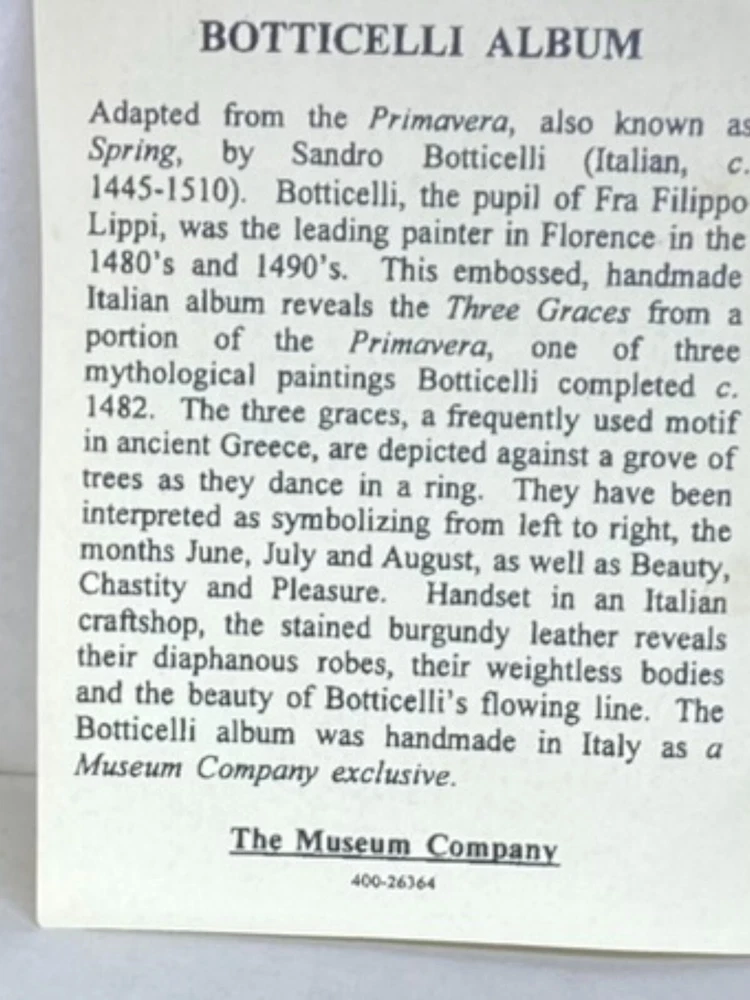 BOTTICELLI ALBUM
Adapted from the Primavera, also known as
Spring, by Sandro Botticelli (Italian, c.
1445-1510). Botticelli, the pupil of Fra Filippo
Lippi, was the leading painter in Florence in the
1480's and 1490's. This embossed, handmade
Italian album reveals the Three Graces from a
portion of the Primavera, one of three
mythological paintings Botticelli completed c.
1482. The three graces, a frequently used motif
in ancient Greece, are depicted against a grove of
trees as they dance in a ring. They have been
interpreted as symbolizing from left to right, the
months June, July and August, as well as Beauty,
Chastity and Pleasure. Handset in an Italian
craftshop, the stained burgundy leather reveals
their diaphanous robes, their weightless bodies
and the beauty of Botticelli's flowing line. The
Botticelli album was handmade in Italy as a
Museum Company exclusive.
The Museum Company
400-26364